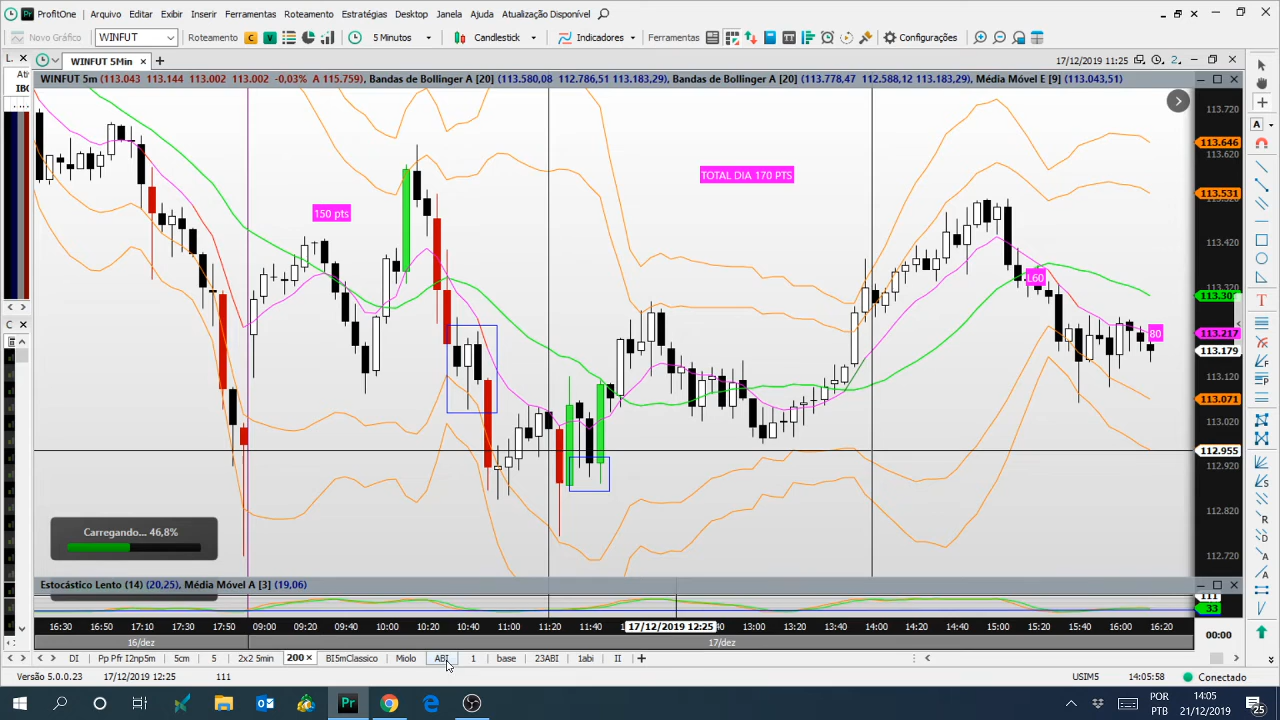 ProfitOne Arquivo Editar Exibir Inserir Ferramentas Roteamento Estratégias Desktop Janela Ajuda Atualização Disponível
Novo Gráfico WINFUT Roteamento C V 5 Minutos Candlestick Indicadores Ferramentas Configurações
L. WINFUT 5Min 17/12/2019 11:25
Ati WINFUT 5m (113.043 113.144 113.002 113.002 -0,03% A 115.759) Bandas de Bollinger A [20] (113.580,08 112.786,51 113.183,29) Bandas de Bollinger A [20] (113.778,47 112.588,12 113.183,29) Média Móvel E [9] (113.043,51)
113.720
113.646
113.620
TOTAL DIA 170 PTS
113.531
150 pts
113.420
L60
113.320
80
113.217
113.179
113.120
113.071
113.020
112.955
112.920
112.820
Carregando... 46,8%
112.720
Estocástico Lento (14) (20,25) Média Móvel A [3] (19,06)
111
33
16:30 16:50 17:10 17:30 17:50 09:00 09:20 09:40 10:00 10:20 10:40 11:00 11:20 11:40 17/12/2019 12:25 13:00 13:20 13:40 14:00 14:20 14:40 15:00 15:20 15:40 16:00 16:20 00:00
16/dez 17/dez
DI Pp Pfr I2np5m 5cm 5 2x2 5min 200 BI5mClassico Miolo ABI 1 base 23ABI 1abi II
Versão 5.0.0.23 17/12/2019 12:25 111 USIM5 14:05:58 Conectado
POR 14:05
PTB 21/12/2019 25